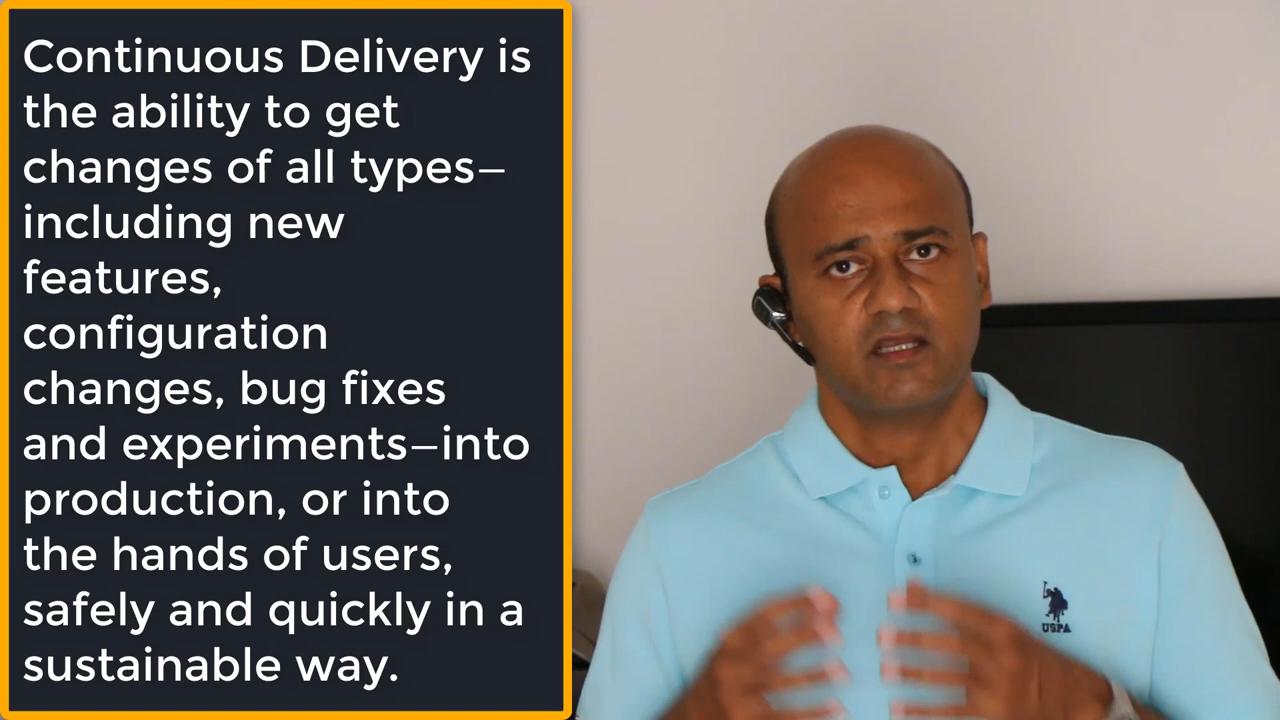 Continuous Delivery is
the ability to get
changes of all types—
including new
features,
configuration
changes, bug fixes
and experiments—into
production, or into
the hands of users,
safely and quickly in a
sustainable way.
USPA